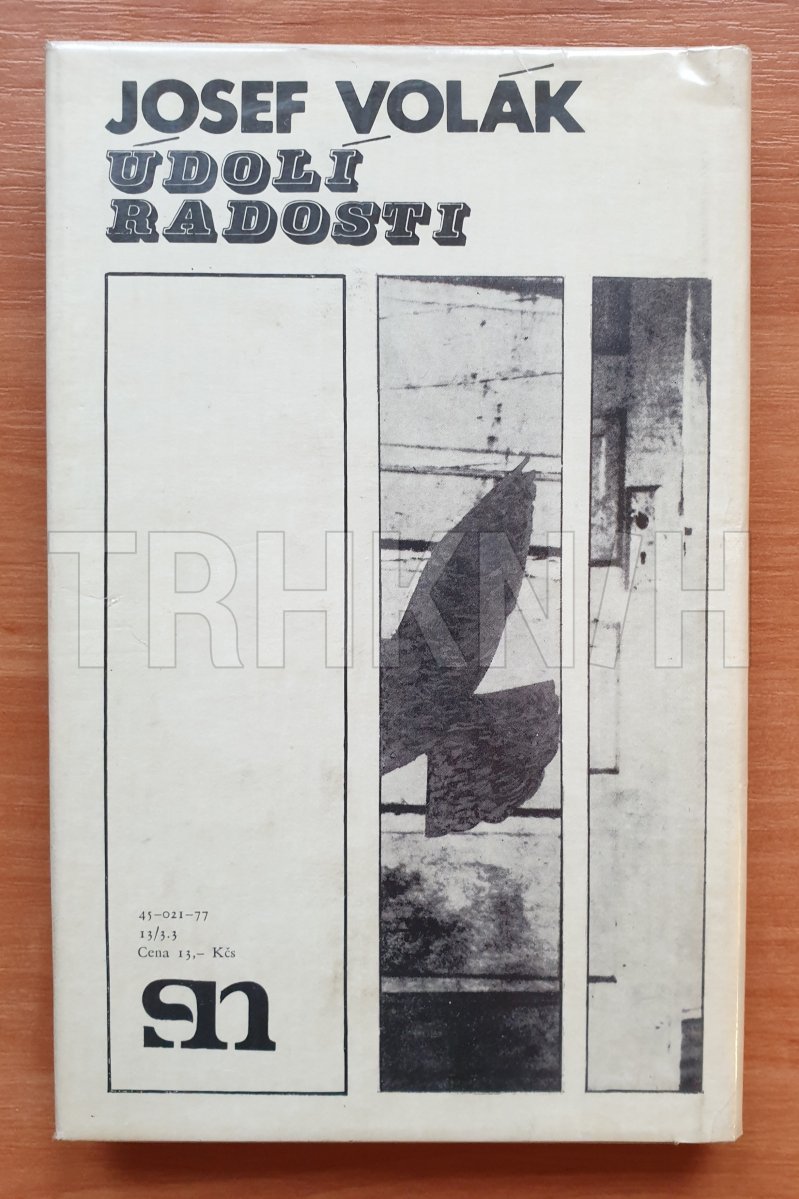 JOSEF VOLÁK
ÚDOLÍ
RADOSTI
TRHKNIH
45-021-77
13/3.3
Cena 13,- Kčs
sn